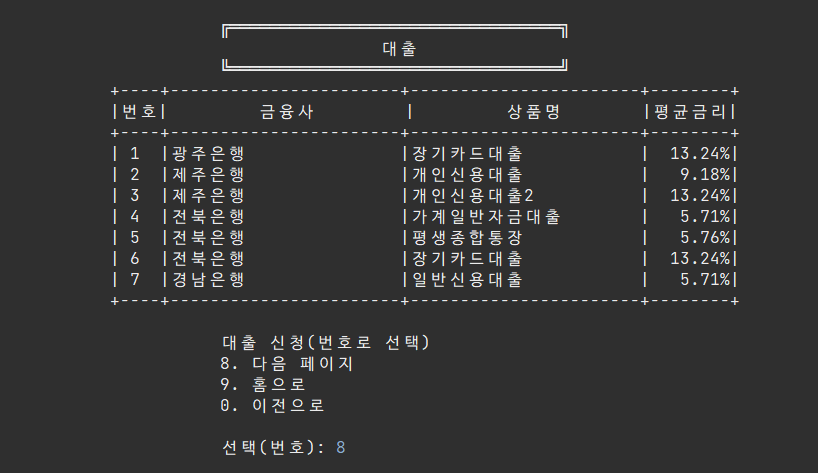 대출
번호 금융사 상품명 평균금리
1 광주은행 장기카드대출 13.24%
2 제주은행 개인신용대출 9.18%
3 제주은행 개인신용대출2 13.24%
4 전북은행 가계일반자금대출 5.71%
5 전북은행 평생종합통장 5.76%
6 전북은행 장기카드대출 13.24%
7 경남은행 일반신용대출 5.71%
대출 신청(번호로 선택)
8. 다음 페이지
9. 홈으로
0. 이전으로
선택(번호): 8